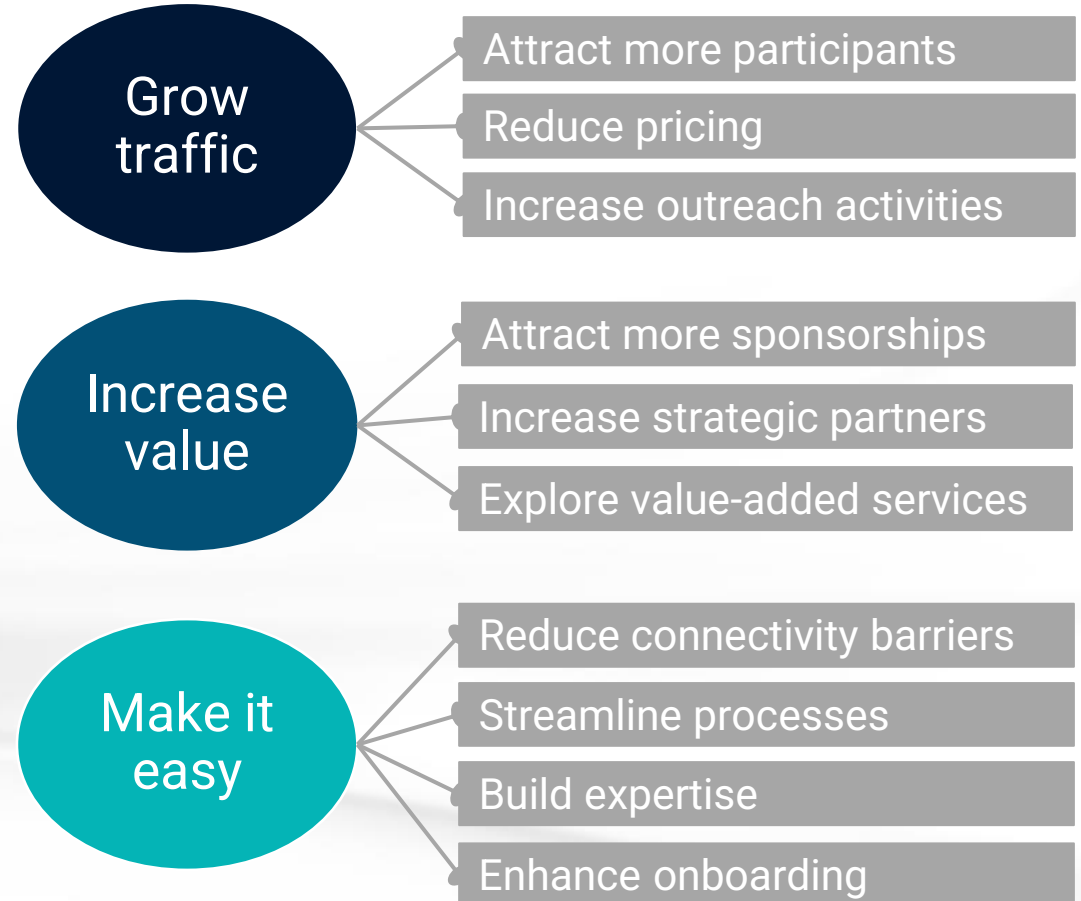 Grow
traffic
Attract more participants
Reduce pricing
Increase outreach activities
Increase
value
Attract more sponsorships
Increase strategic partners
Explore value-added services
Make it
easy
Reduce connectivity barriers
Streamline processes
Build expertise
Enhance onboarding